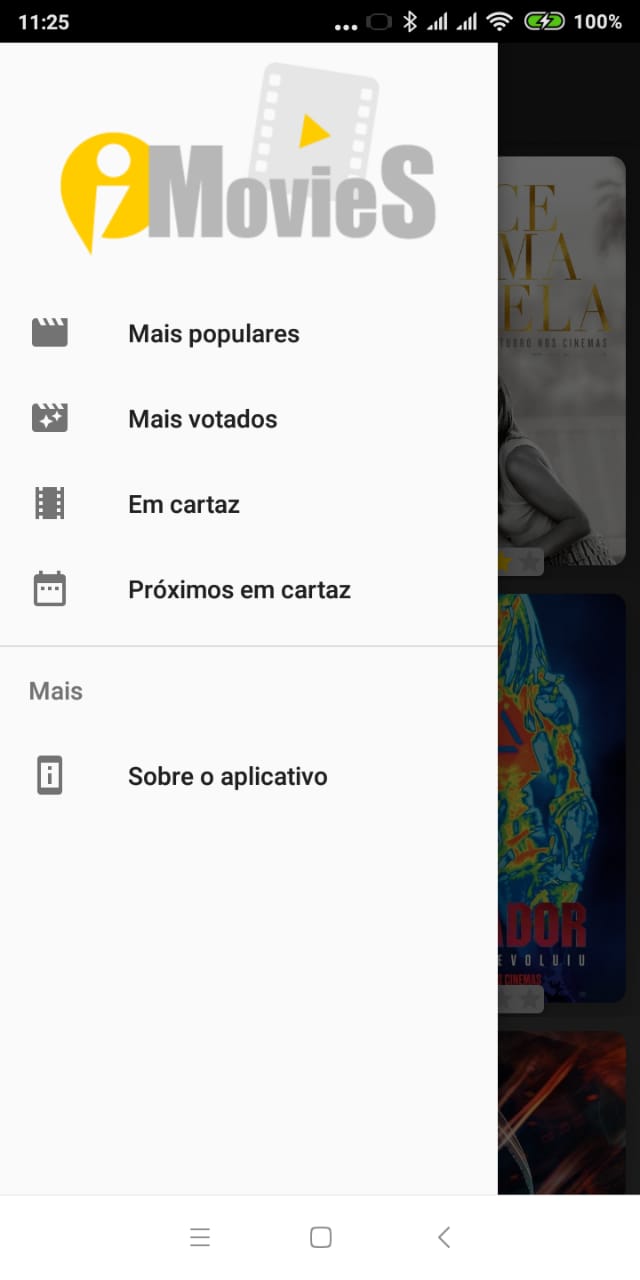 11:25
100%
iMovieS
Mais populares
Mais votados
Em cartaz
Próximos em cartaz
Mais
Sobre o aplicativo
CE
MA
ELA
TUBRO NOS CINEMAS
ADOR
EVOLUIU
CINEMAS